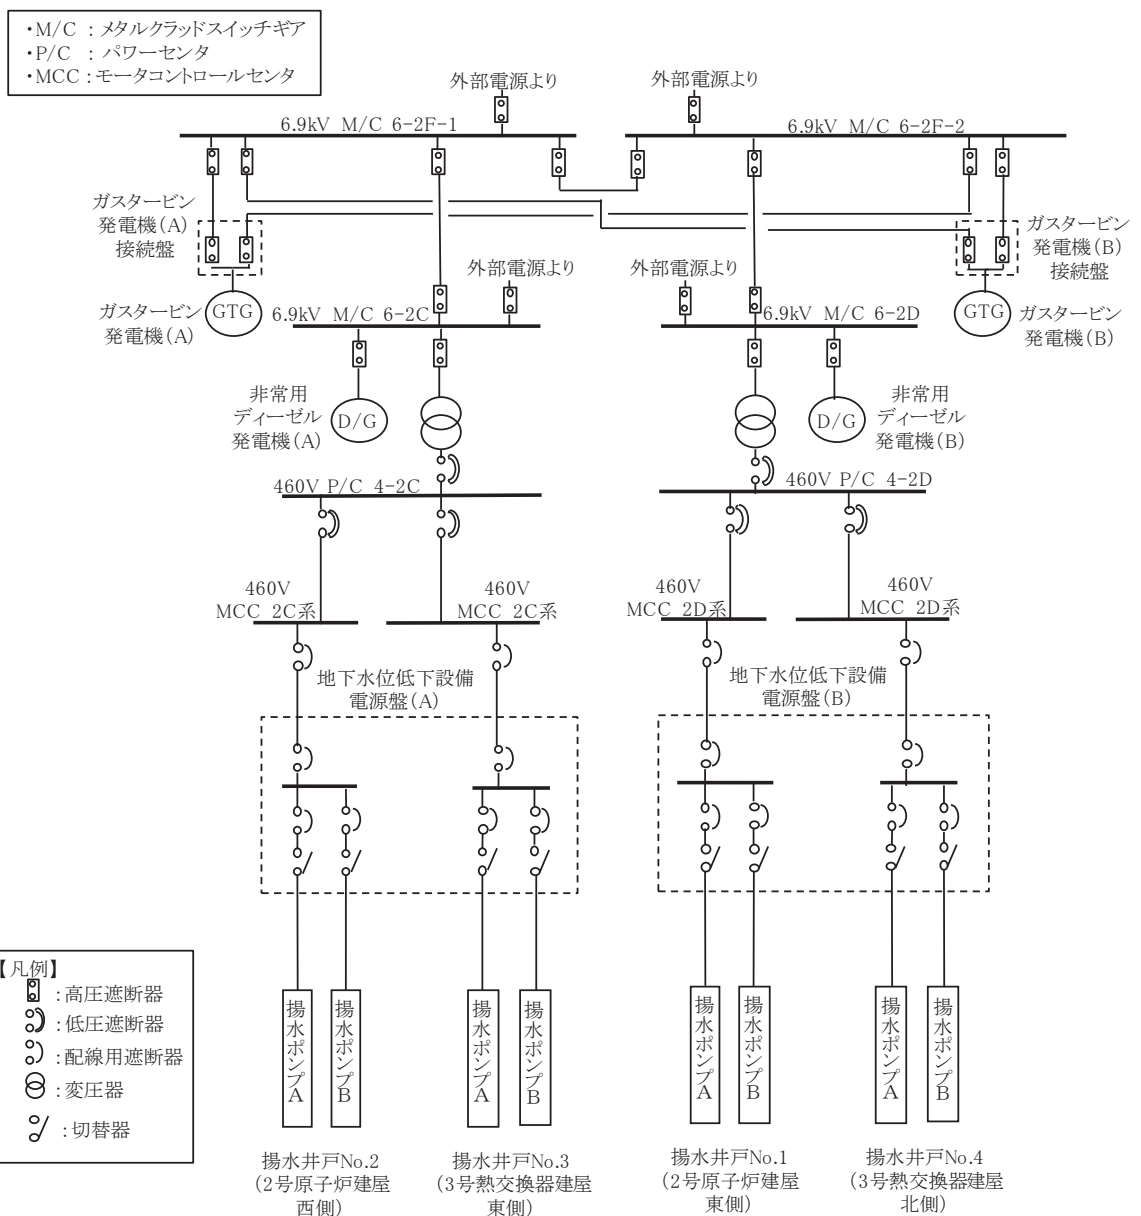 ・M/C : メタルクラッドスイッチギア
・P/C : パワーセンタ
・MCC : モータコントロールセンタ
外部電源より
外部電源より
6.9kV M/C 6-2F-1
6.9kV M/C 6-2F-2
ガスタービン
発電機(A)
接続盤
ガスタービン
発電機(B)
接続盤
外部電源より
外部電源より
ガスタービン
発電機(A)
GTG
6.9kV M/C 6-2C
6.9kV M/C 6-2D
GTG
ガスタービン
発電機(B)
非常用
ディーゼル
発電機(A)
D/G
D/G
非常用
ディーゼル
発電機(B)
460V P/C 4-2C
460V P/C 4-2D
460V
MCC 2C系
460V
MCC 2C系
460V
MCC 2D系
460V
MCC 2D系
地下水位低下設備
電源盤(A)
地下水位低下設備
電源盤(B)
【凡例】
:高圧遮断器
:低圧遮断器
:配線用遮断器
:変圧器
:切替器
揚水ポンプA
揚水ポンプB
揚水ポンプA
揚水ポンプB
揚水ポンプA
揚水ポンプB
揚水ポンプA
揚水ポンプB
揚水井戸No.2
(2号原子炉建屋
西側)
揚水井戸No.3
(3号熱交換器建屋
東側)
揚水井戸No.1
(2号原子炉建屋
東側)
揚水井戸No.4
(3号熱交換器建屋
北側)